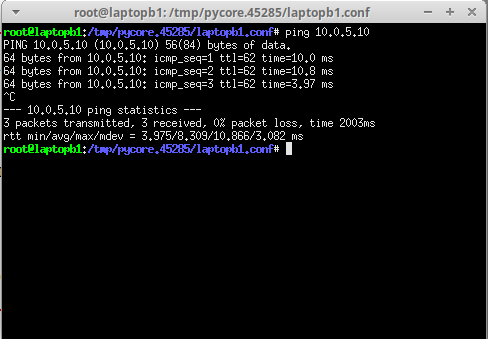 root@laptopb1: /tmp/pycore.45285/laptopb1.conf
root@laptopb1:/tmp/pycore.45285/laptopb1.conf# ping 10.0.5.10
PING 10.0.5.10 (10.0.5.10) 56(84) bytes of data.
64 bytes from 10.0.5.10: icmp_seq=1 ttl=62 time=10.0 ms
64 bytes from 10.0.5.10: icmp_seq=2 ttl=62 time=10.8 ms
64 bytes from 10.0.5.10: icmp_seq=3 ttl=62 time=3.97 ms
^C
--- 10.0.5.10 ping statistics ---
3 packets transmitted, 3 received, 0% packet loss, time 2003ms
rtt min/avg/max/mdev = 3.975/8.309/10.866/3.082 ms
root@laptopb1:/tmp/pycore.45285/laptopb1.conf#